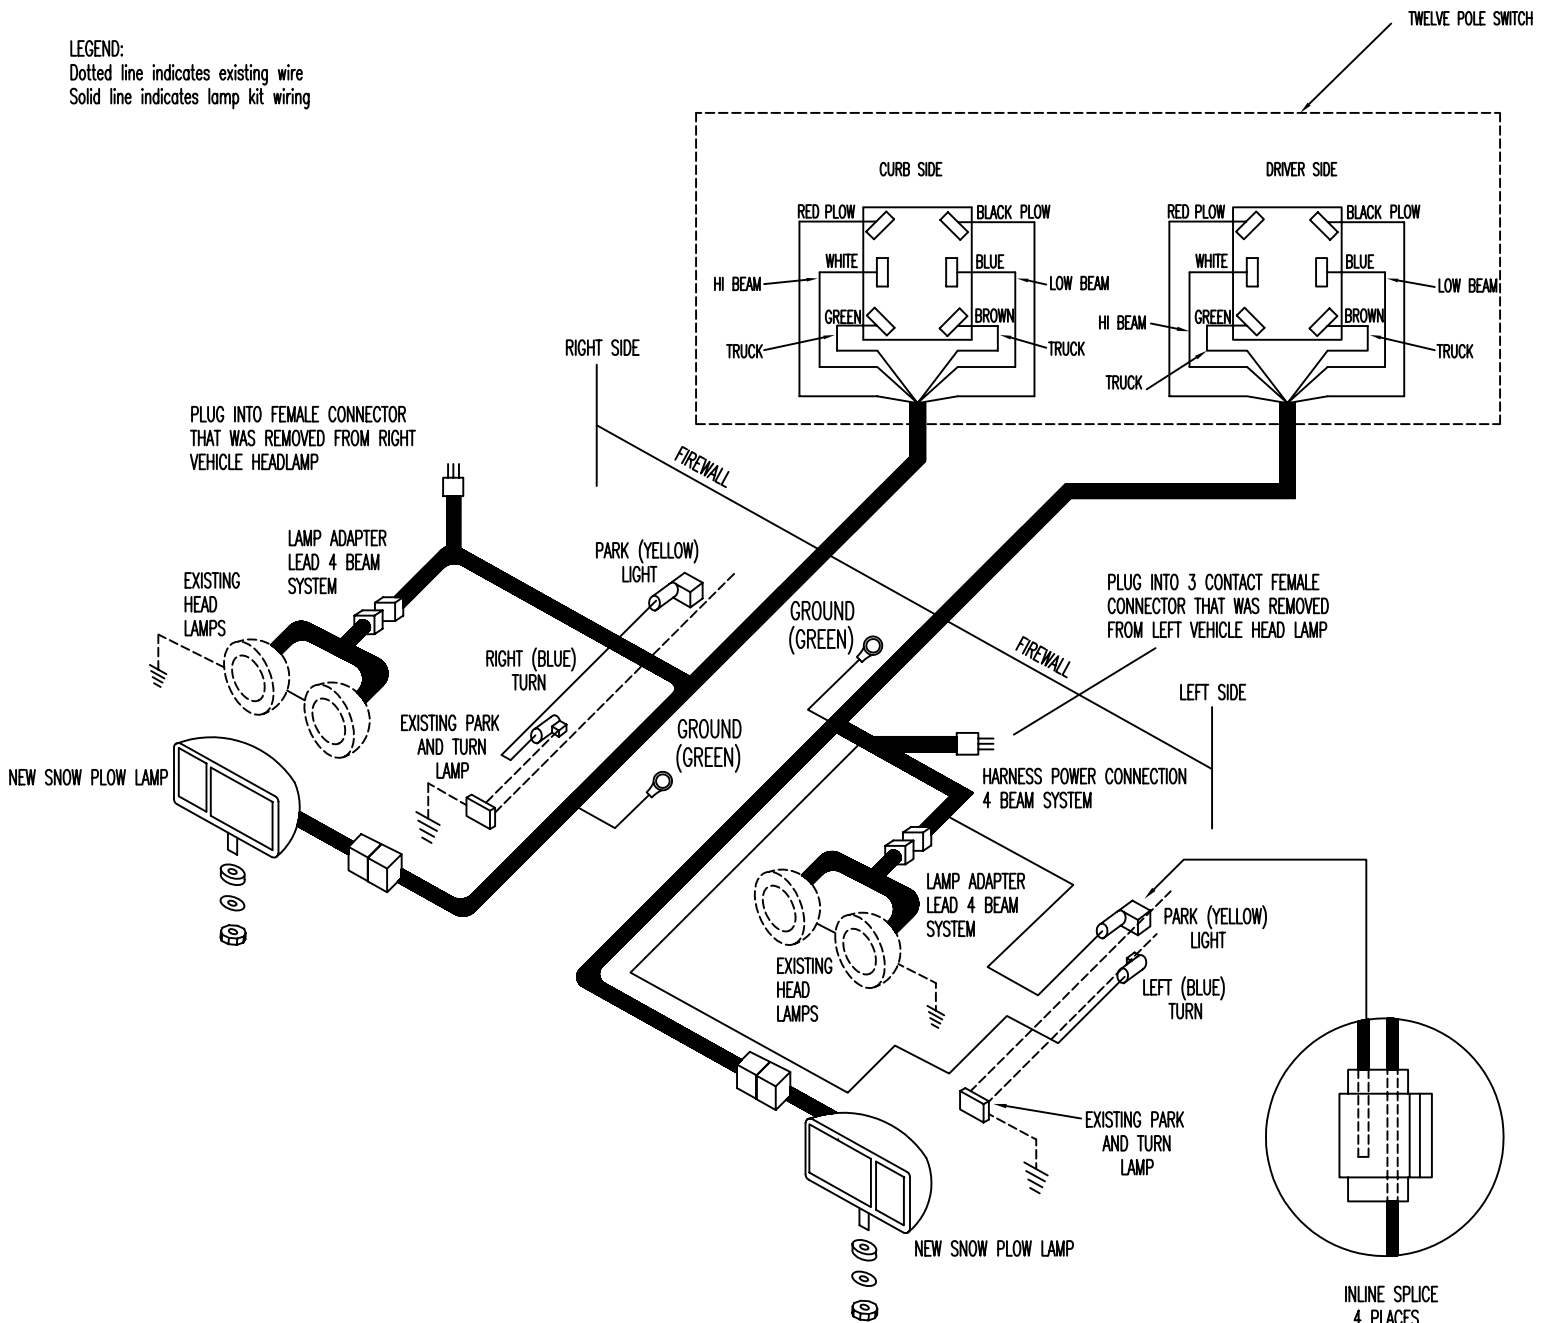 TWELVE POLE SWITCH
LEGEND:
Dotted line indicates existing wire
Solid line indicates lamp kit wiring
CURB SIDE
DRIVER SIDE
RED PLOW
BLACK PLOW
WHITE
BLUE
HI BEAM
LOW BEAM
GREEN
BROWN
TRUCK
TRUCK
RED PLOW
BLACK PLOW
WHITE
BLUE
LOW BEAM
HI BEAM
GREEN
BROWN
TRUCK
TRUCK
RIGHT SIDE
FIREWALL
PLUG INTO FEMALE CONNECTOR
THAT WAS REMOVED FROM RIGHT
VEHICLE HEADLAMP
LAMP ADAPTER
LEAD 4 BEAM
SYSTEM
EXISTING
HEAD
LAMPS
PARK (YELLOW)
LIGHT
GROUND
(GREEN)
PLUG INTO 3 CONTACT FEMALE
CONNECTOR THAT WAS REMOVED
FROM LEFT VEHICLE HEAD LAMP
FIREWALL
RIGHT (BLUE)
TURN
LEFT SIDE
EXISTING PARK
AND TURN
LAMP
GROUND
(GREEN)
NEW SNOW PLOW LAMP
HARNESS POWER CONNECTION
4 BEAM SYSTEM
LAMP ADAPTER
LEAD 4 BEAM
SYSTEM
PARK (YELLOW)
LIGHT
EXISTING
HEAD
LAMPS
LEFT (BLUE)
TURN
EXISTING PARK
AND TURN
LAMP
NEW SNOW PLOW LAMP
INLINE SPLICE
4 PLACES